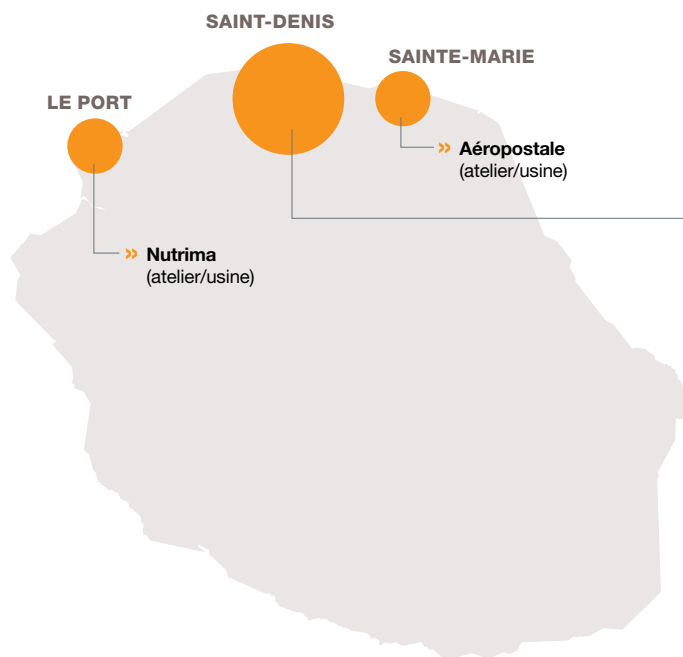 SAINT-DENIS
SAINTE-MARIE
LE PORT
» Aéropostale
(atelier/usine)
» Nutrima
(atelier/usine)